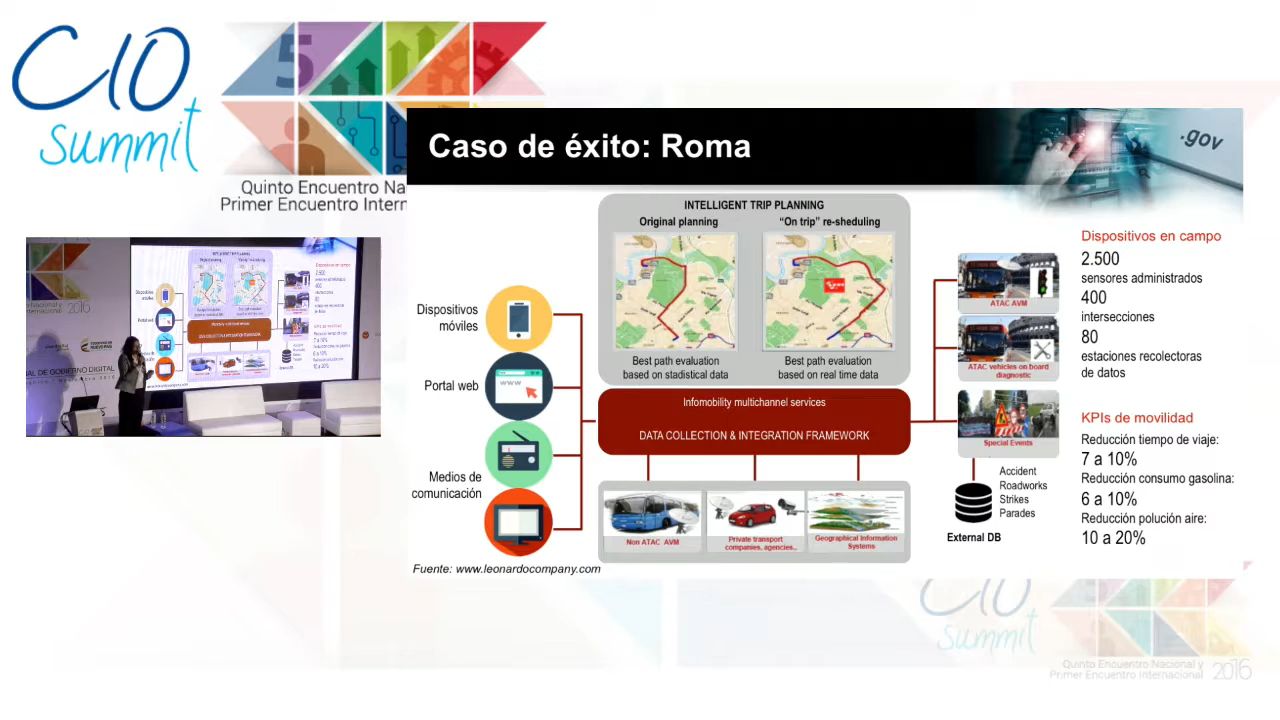 CIO
summit
5
Quinto Encuentro Na
Primer Encuentro Intern
Caso de éxito: Roma
.gov
INTELLIGENT TRIP PLANNING
Original planning
“On trip” re-sheduling
Best path evaluation
based on stadistical data
Best path evaluation
based on real time data
Dispositivos
móviles
Portal web
www
Medios de
comunicación
Infomobility multichannel services
DATA COLLECTION & INTEGRATION FRAMEWORK
Non ATAC AVM
Private transport
companies, agencies..
Geographical Information
Systems
ATAC AVM
ATAC vehicles on board
diagnostic
Special Events
Accident
Roadworks
Strikes
Parades
External DB
Dispositivos en campo
2.500
sensores administrados
400
intersecciones
80
estaciones recolectoras
de datos
KPIs de movilidad
Reducción tiempo de viaje:
7 a 10%
Reducción consumo gasolina:
6 a 10%
Reducción polución aire:
10 a 20%
Fuente: www.leonardocompany.com
CIO
summit
Quinto Encuentro Nacional y
Primer Encuentro Internacional
2016